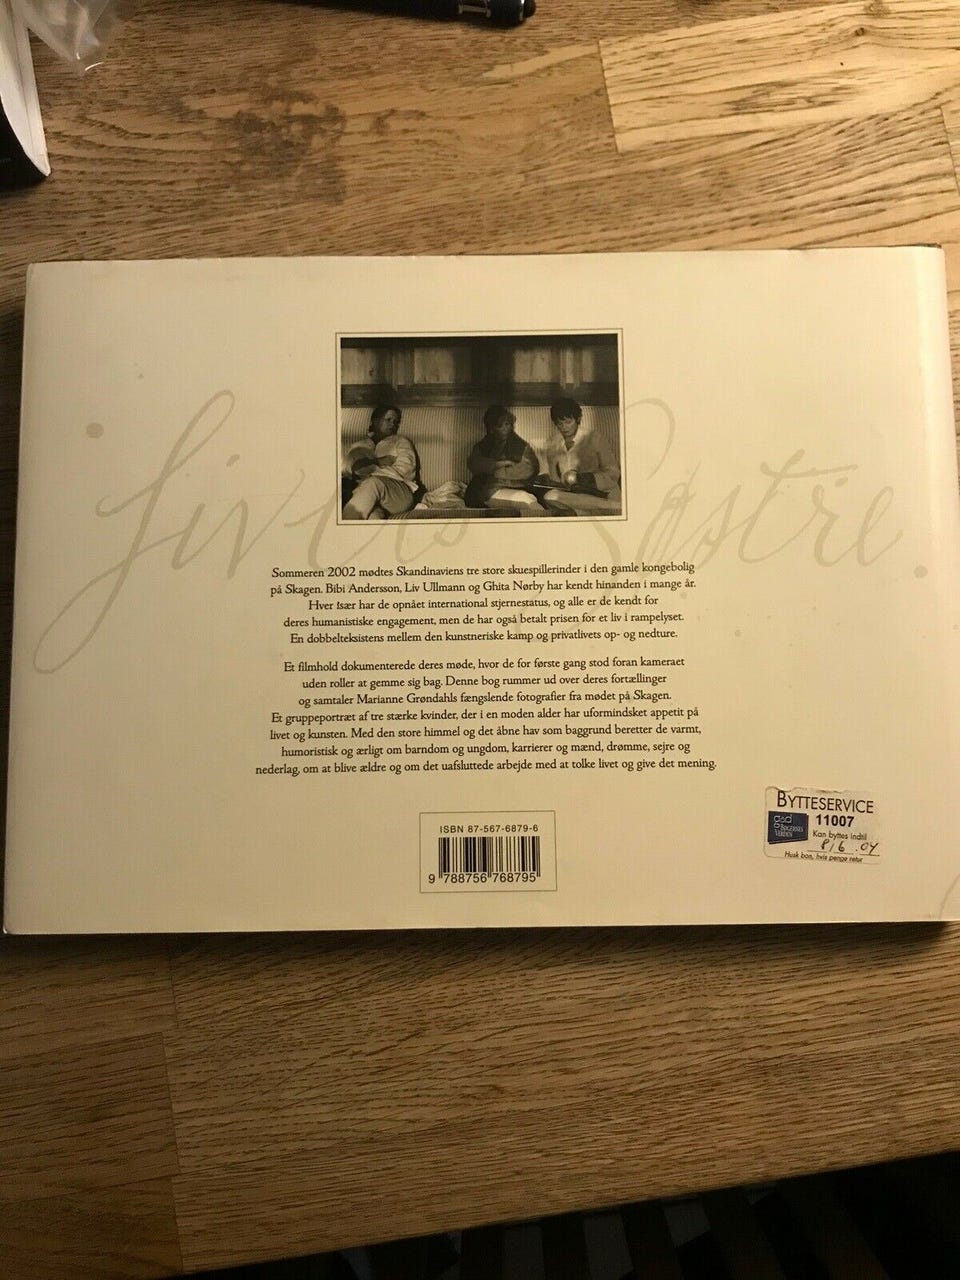 Livets Søstre
Sommeren 2002 mødtes Skandinaviens tre store skuespillerinder i den gamle kongebolig
på Skagen. Bibi Andersson, Liv Ullmann og Ghita Nørby har kendt hinanden i mange år.
Hver især har de opnået international stjernestatus, og alle er de kendt for
deres humanistiske engagement, men de har også betalt prisen for et liv i rampelyset.
En dobbelteksistens mellem den kunstneriske kamp og privatlivets op- og nedture.
Et filmhold dokumenterede deres møde, hvor de for første gang stod foran kameraet
uden roller at gemme sig bag. Denne bog rummer ud over deres fortællinger
og samtaler Marianne Grøndahls fængslende fotografier fra mødet på Skagen.
Et gruppeportræt af tre stærke kvinder, der i en moden alder har uformindsket appetit på
livet og kunsten. Med den store himmel og det åbne hav som baggrund beretter de varmt,
humoristisk og ærligt om barndom og ungdom, karrierer og mænd, drømme, sejre og
nederlag, om at blive ældre og om det uafsluttede arbejde med at tolke livet og give det mening.
ISBN 87-567-6879-6
9 788756 768795
BYTTESERVICE
11007
gad
BØGERNES
VERDEN
Kan byttes indtil
8/6 .04
Husk bon, hvis penge retur